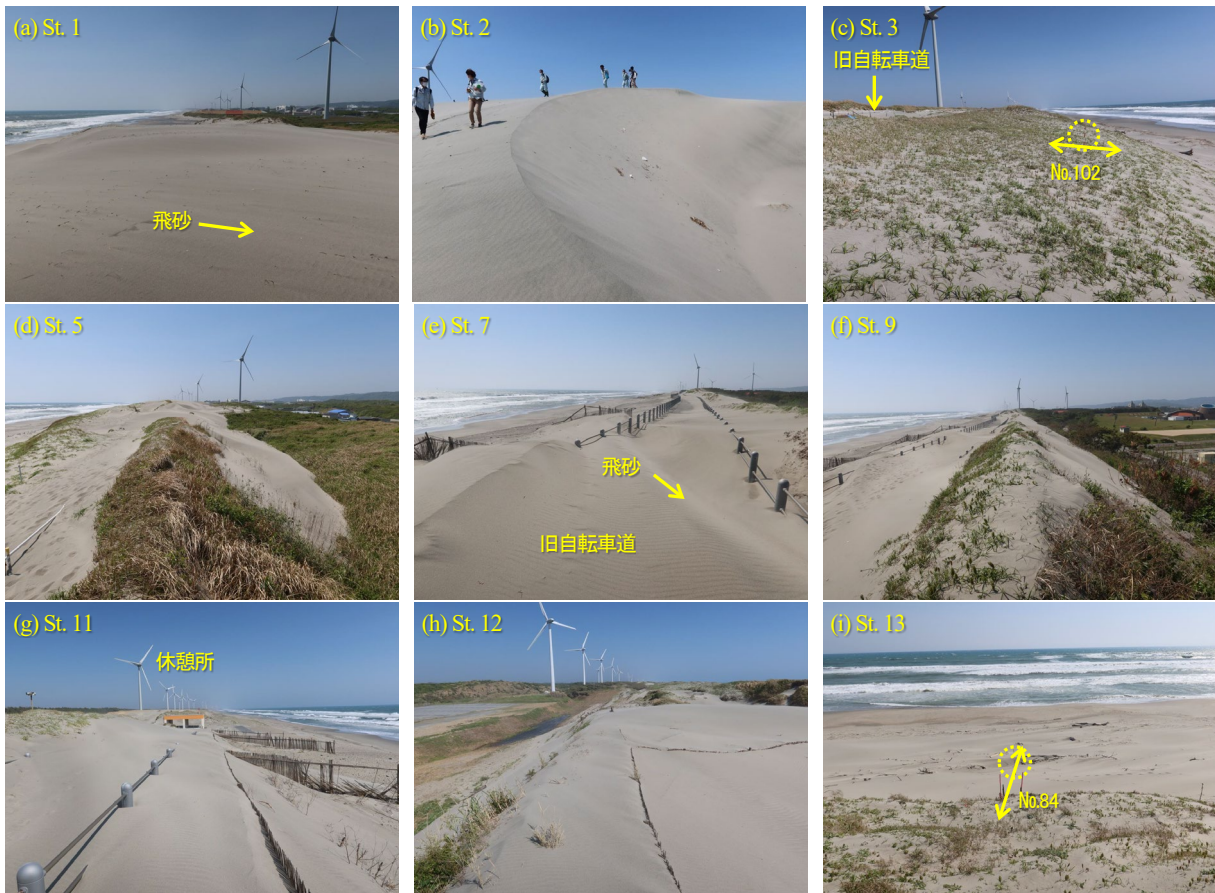 (a) St. 1
飛砂
(b) St. 2
(c) St. 3
旧自転車道
No.102
(d) St. 5
(e) St. 7
飛砂
旧自転車道
(f) St. 9
(g) St. 11
休憩所
(h) St. 12
(i) St. 13
No.84